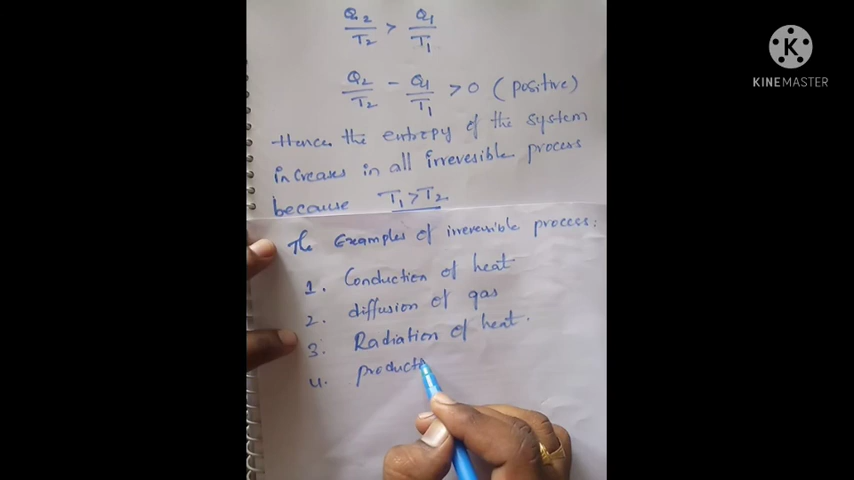 Q2/T2 > Q1/T1
Q2/T2 - Q1/T1 > 0 (positive)
Hence the entropy of the system
increases in all irrevesible process
because T1 > T2
The Examples of irreversible process:
1. Conduction of heat
2. diffusion of gas
3. Radiation of heat.
4. producti
K
KINEMASTER